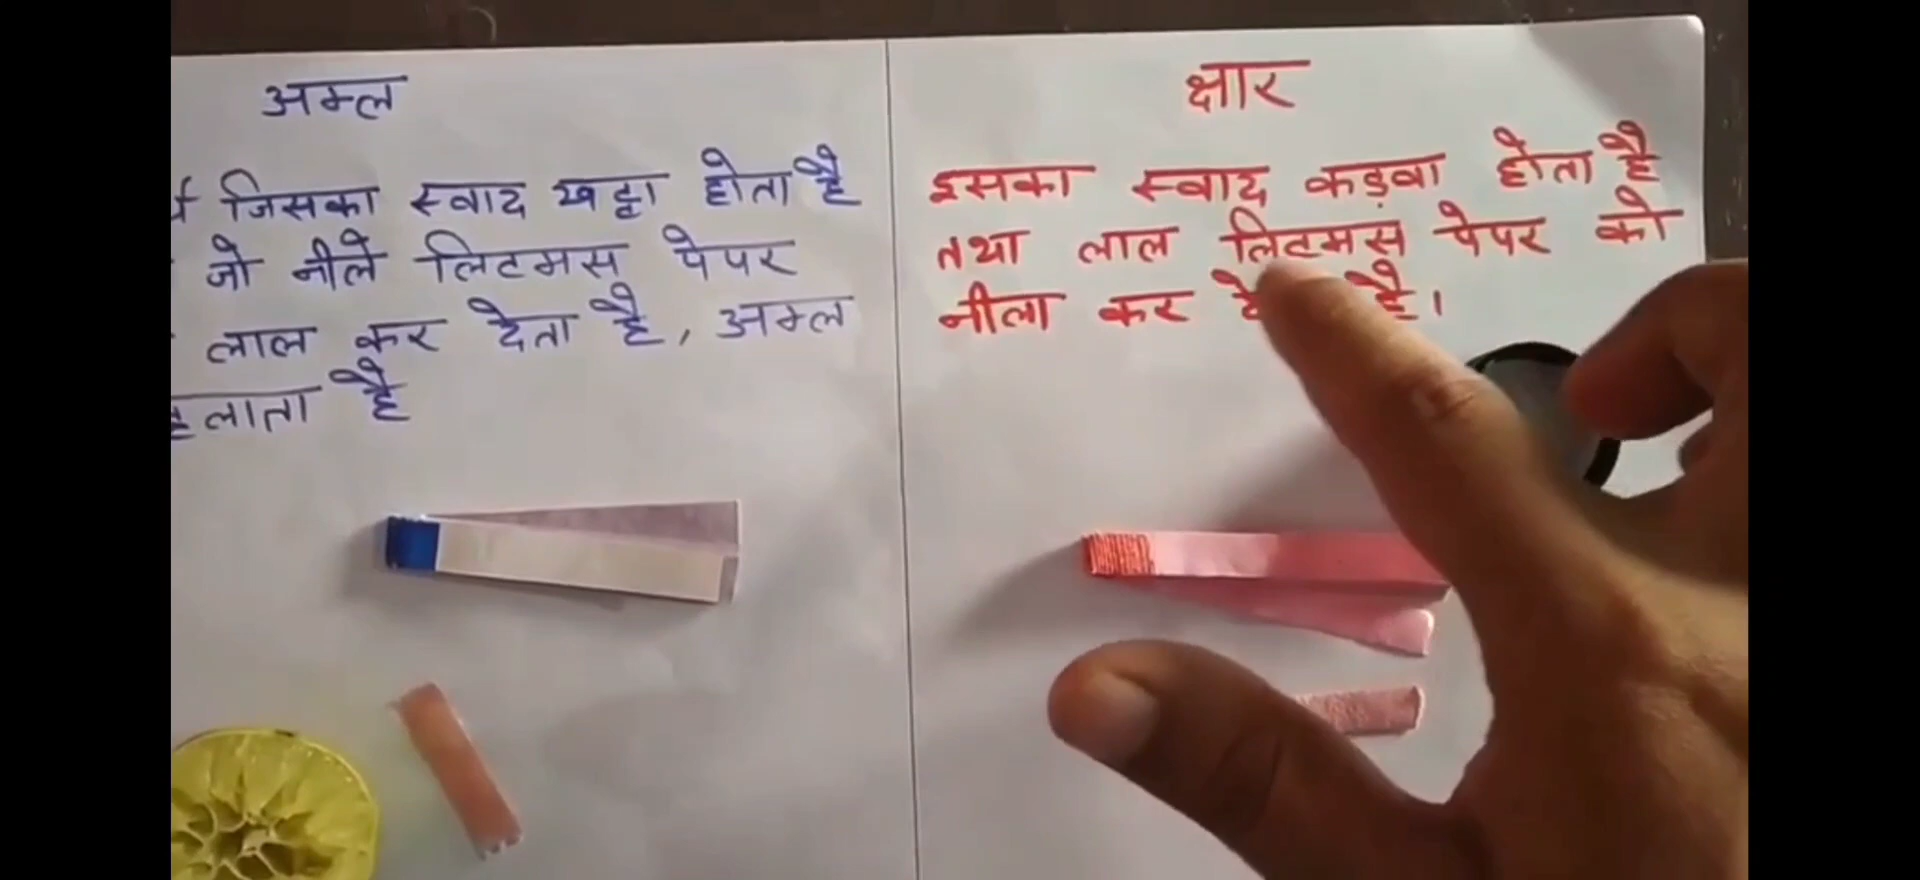 अम्ल
जिसका स्वाद खट्टा होता है
जो नीले लिटमस पेपर
लाल कर देता है, अम्ल
है
क्षार
इसका स्वाद कड़वा होता है
तथा लाल लिटमस पेपर को
नीला कर है।